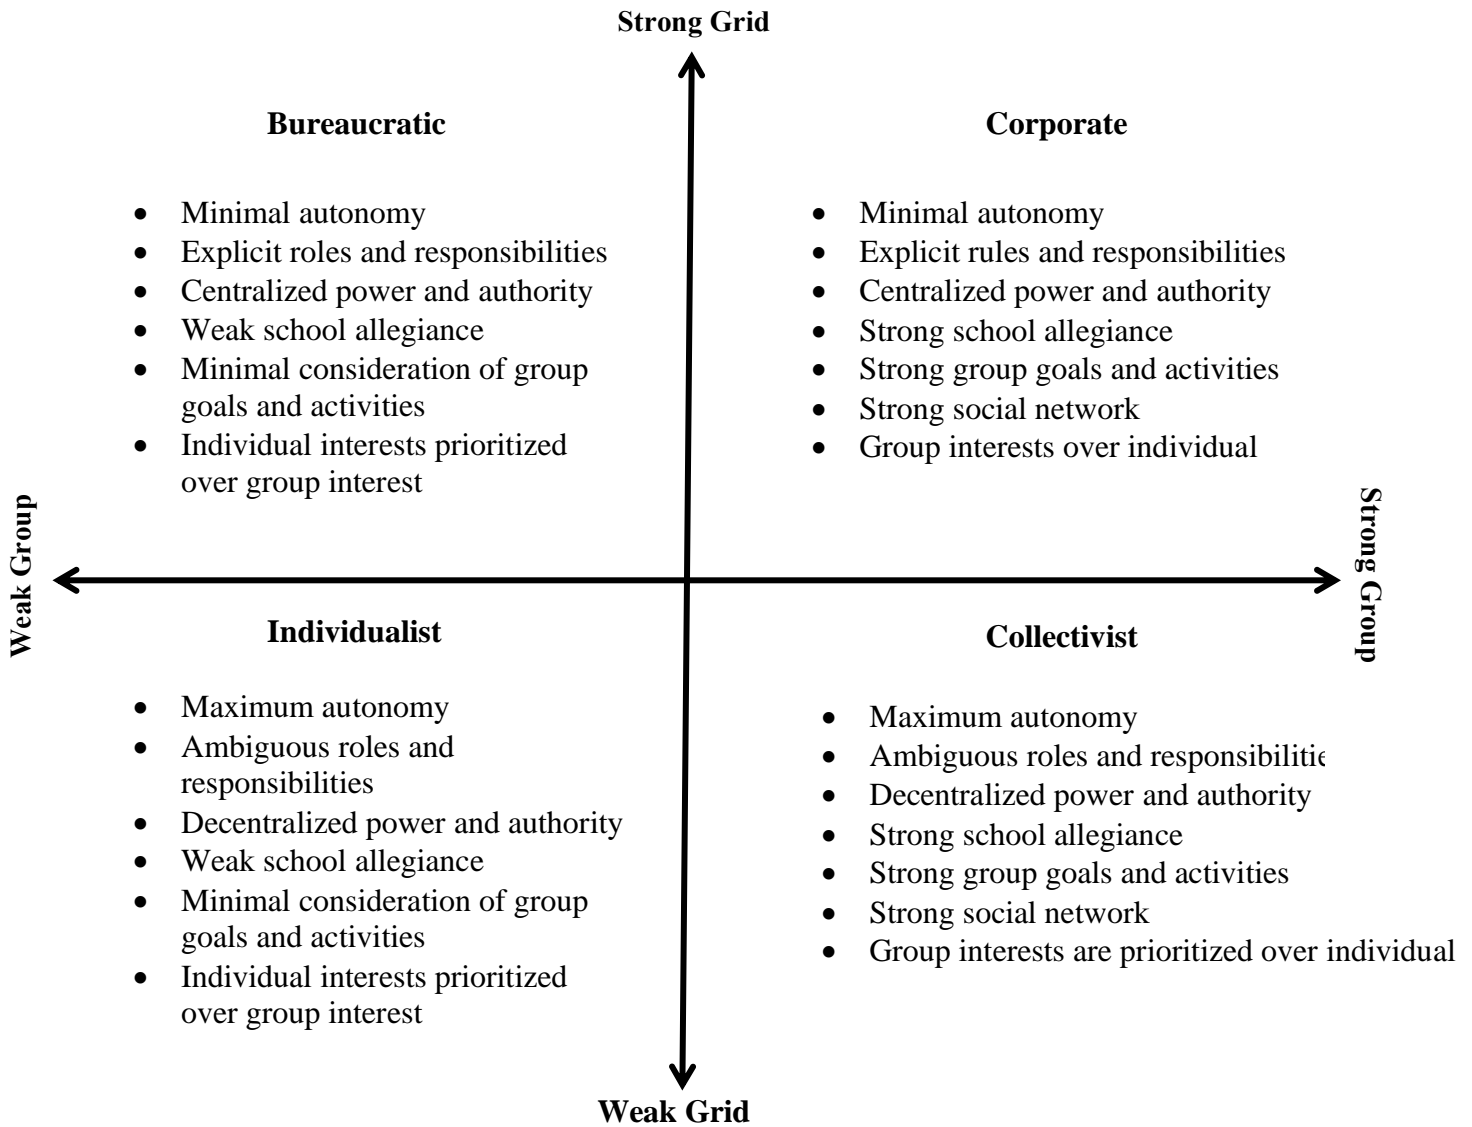 Strong Grid
Bureaucratic
• Minimal autonomy
• Explicit roles and responsibilities
• Centralized power and authority
• Weak school allegiance
• Minimal consideration of group
goals and activities
• Individual interests prioritized
over group interest
Corporate
• Minimal autonomy
• Explicit rules and responsibilities
• Centralized power and authority
• Strong school allegiance
• Strong group goals and activities
• Strong social network
• Group interests over individual
Weak Group
Strong Group
Individualist
• Maximum autonomy
• Ambiguous roles and
responsibilities
• Decentralized power and authority
• Weak school allegiance
• Minimal consideration of group
goals and activities
• Individual interests prioritized
over group interest
Collectivist
• Maximum autonomy
• Ambiguous roles and responsibilitie
• Decentralized power and authority
• Strong school allegiance
• Strong group goals and activities
• Strong social network
• Group interests are prioritized over individual
Weak Grid